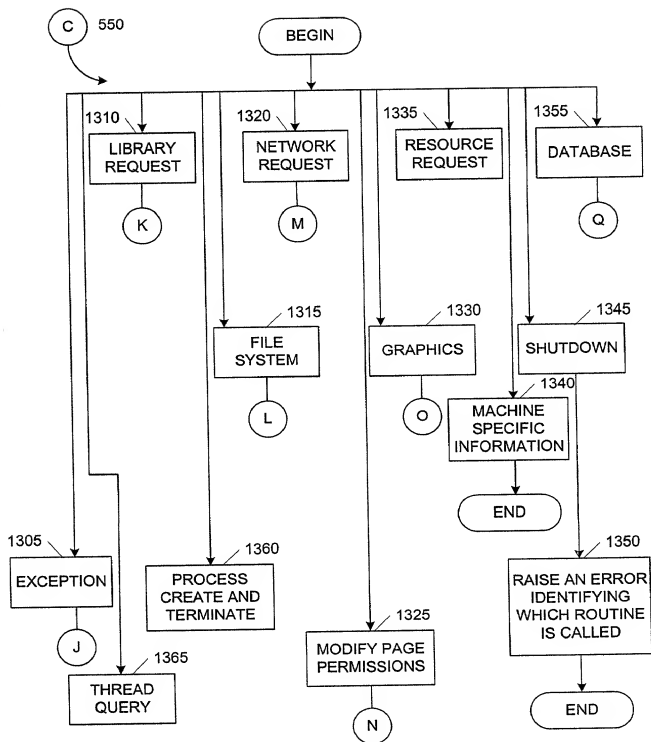 C
550
BEGIN
1310
LIBRARY
REQUEST
K
1320
NETWORK
REQUEST
M
1335
RESOURCE
REQUEST
1355
DATABASE
Q
1315
FILE
SYSTEM
L
1330
GRAPHICS
O
1345
SHUTDOWN
1340
MACHINE
SPECIFIC
INFORMATION
END
1305
EXCEPTION
J
1360
PROCESS
CREATE AND
TERMINATE
1350
RAISE AN ERROR
IDENTIFYING
WHICH ROUTINE
IS CALLED
END
1325
MODIFY PAGE
PERMISSIONS
N
1365
THREAD
QUERY